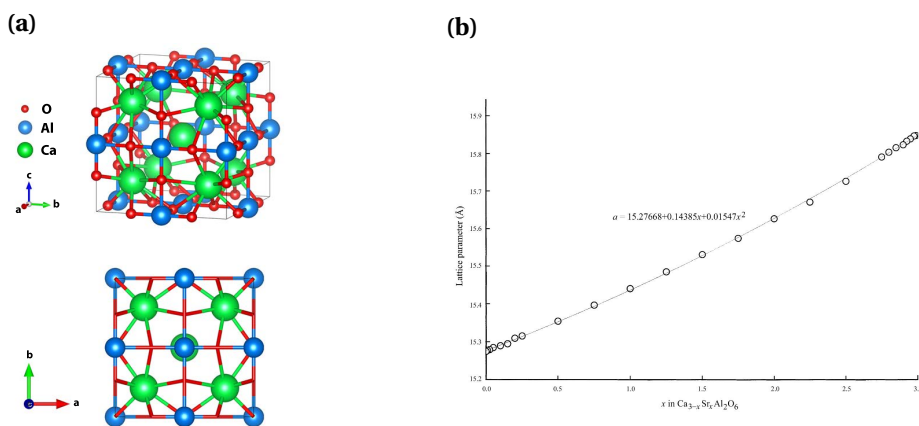 (a)
O
Al
Ca
c
a
b
b
a
(b)
15.9
15.8
15.7
15.6
15.5
15.4
15.3
15.2
Lattice parameter (Å)
a = 15.27668+0.14385x+0.01547x²
0.0 0.5 1.0 1.5 2.0 2.5 3.
x in Ca₃₋ₓSrₓAl₂O₆